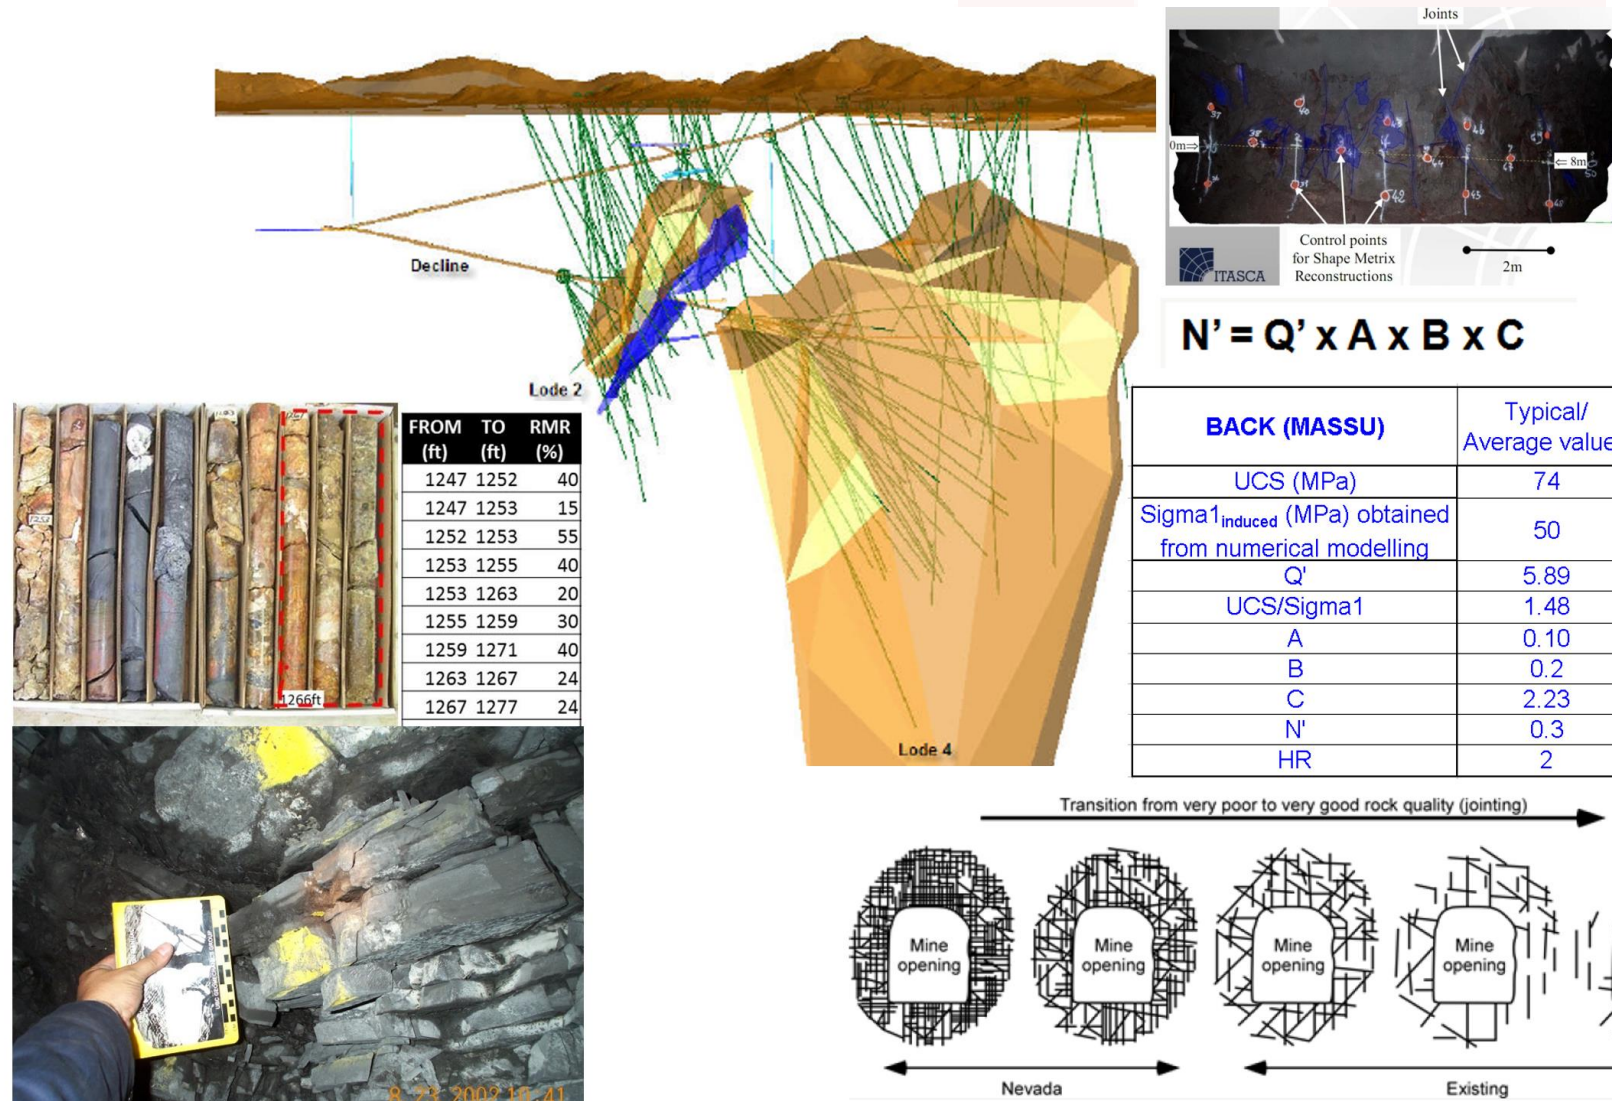 Joints
0m⇒
⇐ 8m
Control points
for Shape Metrix
Reconstructions
2m
ITASCA
N' = Q' x A x B x C
Decline
Lode 2
Lode 4
1266ft
FROM TO RMR
(ft) (ft) (%)
1247 1252 40
1247 1253 15
1252 1253 55
1253 1255 40
1253 1263 20
1255 1259 30
1259 1271 40
1263 1267 24
1267 1277 24
BACK (MASSU) Typical/
Average value
UCS (MPa) 74
Sigma1induced (MPa) obtained
from numerical modelling 50
Q' 5.89
UCS/Sigma1 1.48
A 0.10
B 0.2
C 2.23
N' 0.3
HR 2
8 23 2002 10 41
Transition from very poor to very good rock quality (jointing)
Mine
opening
Mine
opening
Mine
opening
Mine
opening
Nevada
Existing